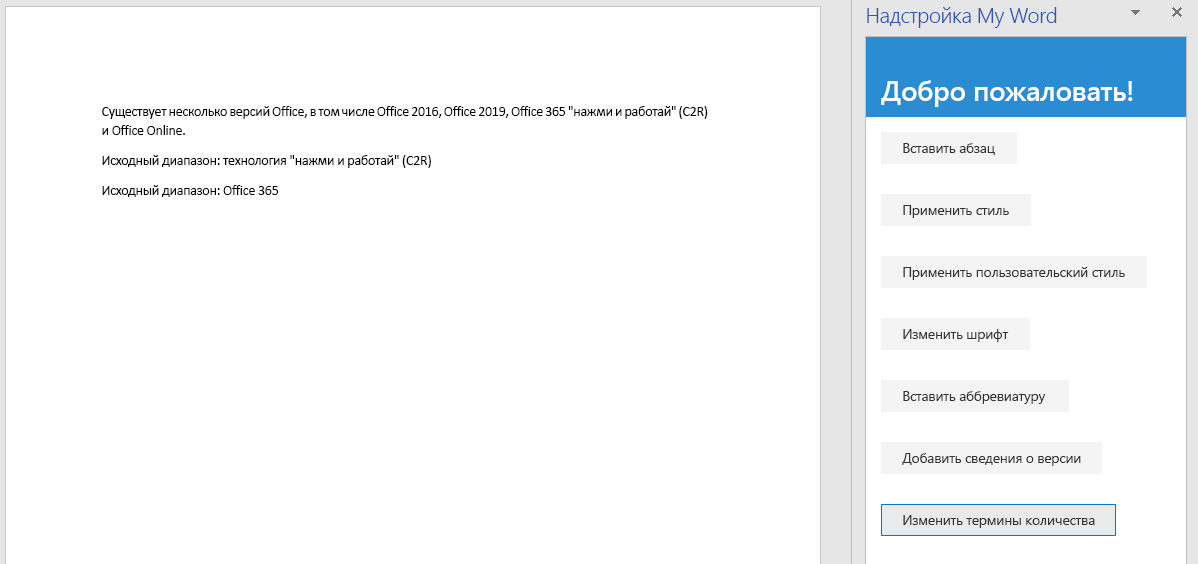 Существует несколько версий Office, в том числе Office 2016, Office 2019, Office 365 "нажми и работай" (C2R)
и Office Online.
Исходный диапазон: технология "нажми и работай" (C2R)
Исходный диапазон: Office 365
Надстройка My Word
Добро пожаловать!
Вставить абзац
Применить стиль
Применить пользовательский стиль
Изменить шрифт
Вставить аббревиатуру
Добавить сведения о версии
Изменить термины количества